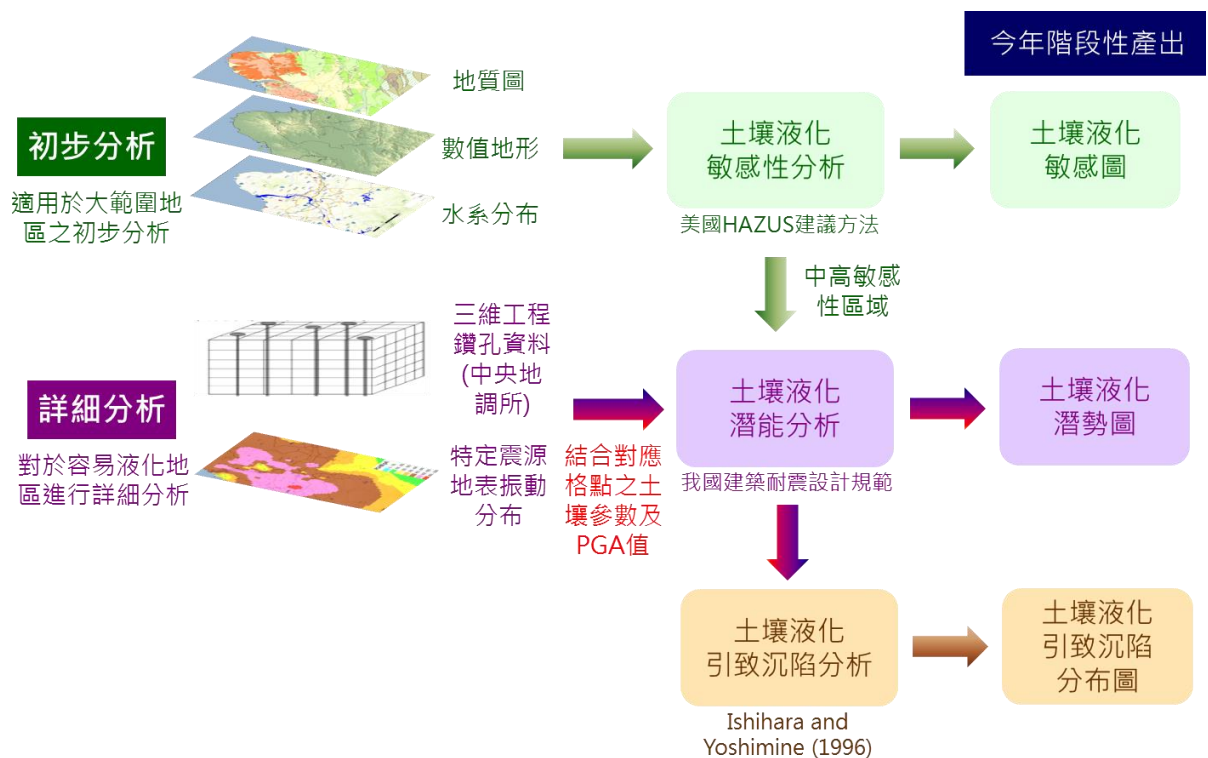 今年階段性產出
初步分析
適用於大範圍地
區之初步分析
地質圖
數值地形
水系分布
土壤液化
敏感性分析
美國HAZUS建議方法
土壤液化
敏感圖
中高敏感
性區域
詳細分析
對於容易液化地
區進行詳細分析
三維工程
鑽孔資料
(中央地
調所)
特定震源
地表振動
分布
結合對應
格點之土
壤參數及
PGA值
土壤液化
潛能分析
我國建築耐震設計規範
土壤液化
潛勢圖
土壤液化
引致沉陷分析
Ishihara and
Yoshimine (1996)
土壤液化
引致沉陷
分布圖